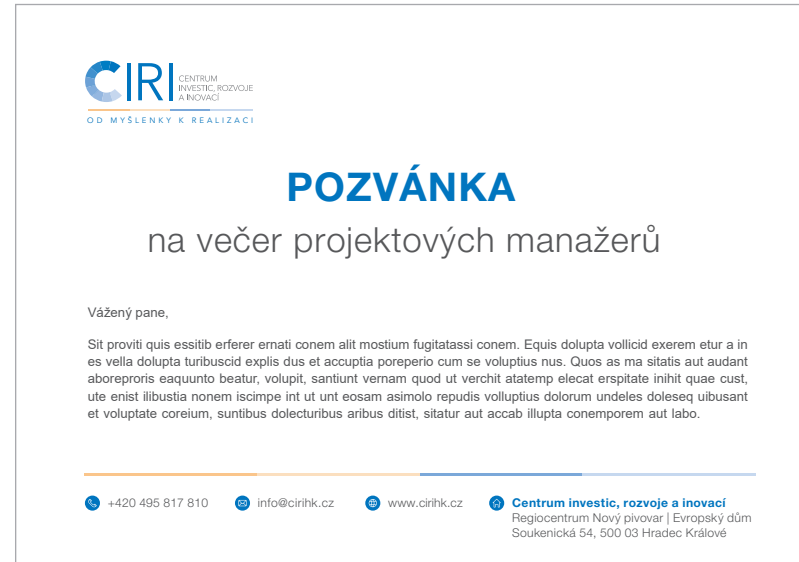 CIRI
CENTRUM
INVESTIC, ROZVOJE
A INOVACÍ
OD MYŠLENKY K REALIZACI
POZVÁNKA
na večer projektových manažerů
Vážený pane,
Sit proviti quis essitib erferer ernati conem alit mostium fugitatassi conem. Equis dolupta vollicid exerem etur a in
es vella dolupta turibuscid explis dus et accuptia poreperio cum se voluptius nus. Quos as ma sitatis aut audant
aboreproris eaquunto beatur, volupit, santiunt vernam quod ut verchit atatemp elecat erspitate inihit quae cust,
ute enist ilibustia nonem iscimpe int ut unt eosam asimolo repudis volluptius dolorum undeles doleseq uibusant
et voluptate coreium, suntibus dolecturibus aribus ditist, sitatur aut accab illupta conemporem aut labo.
+420 495 817 810
info@cirihk.cz
www.cirihk.cz
Centrum investic, rozvoje a inovací
Regiocentrum Nový pivovar | Evropský dům
Soukenická 54, 500 03 Hradec Králové